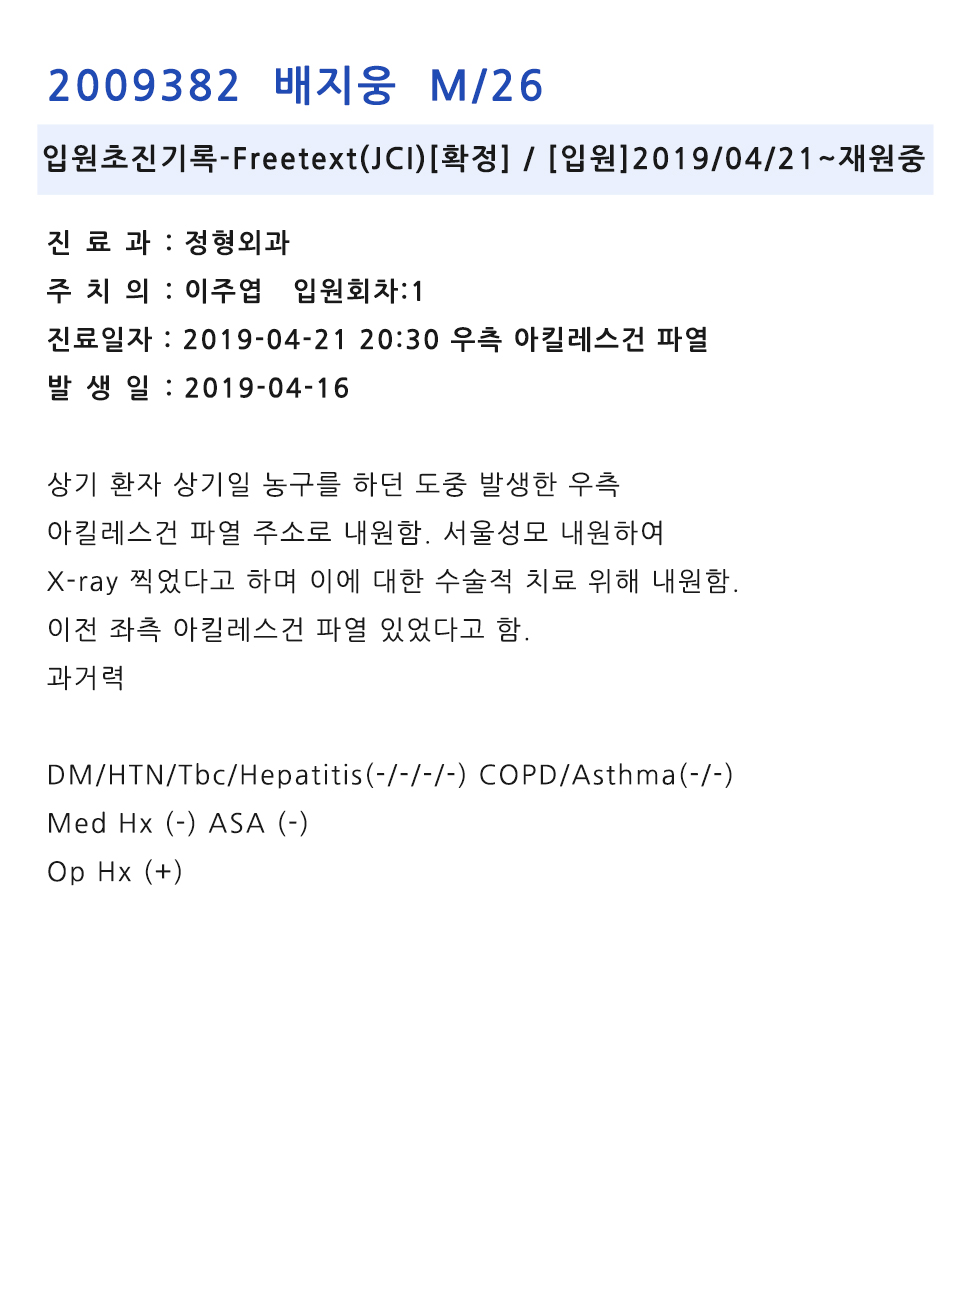 2009382 배지웅 M/26
입원초진기록-Freetext(JCI)[확정] / [입원]2019/04/21~재원중
진 료 과 : 정형외과
주 치 의 : 이주엽 입원회차:1
진료일자 : 2019-04-21 20:30 우측 아킬레스건 파열
발 생 일 : 2019-04-16
상기 환자 상기일 농구를 하던 도중 발생한 우측
아킬레스건 파열 주소로 내원함. 서울성모 내원하여
X-ray 찍었다고 하며 이에 대한 수술적 치료 위해 내원함.
이전 좌측 아킬레스건 파열 있었다고 함.
과거력
DM/HTN/Tbc/Hepatitis(-/-/-/-) COPD/Asthma(-/-)
Med Hx (-) ASA (-)
Op Hx (+)